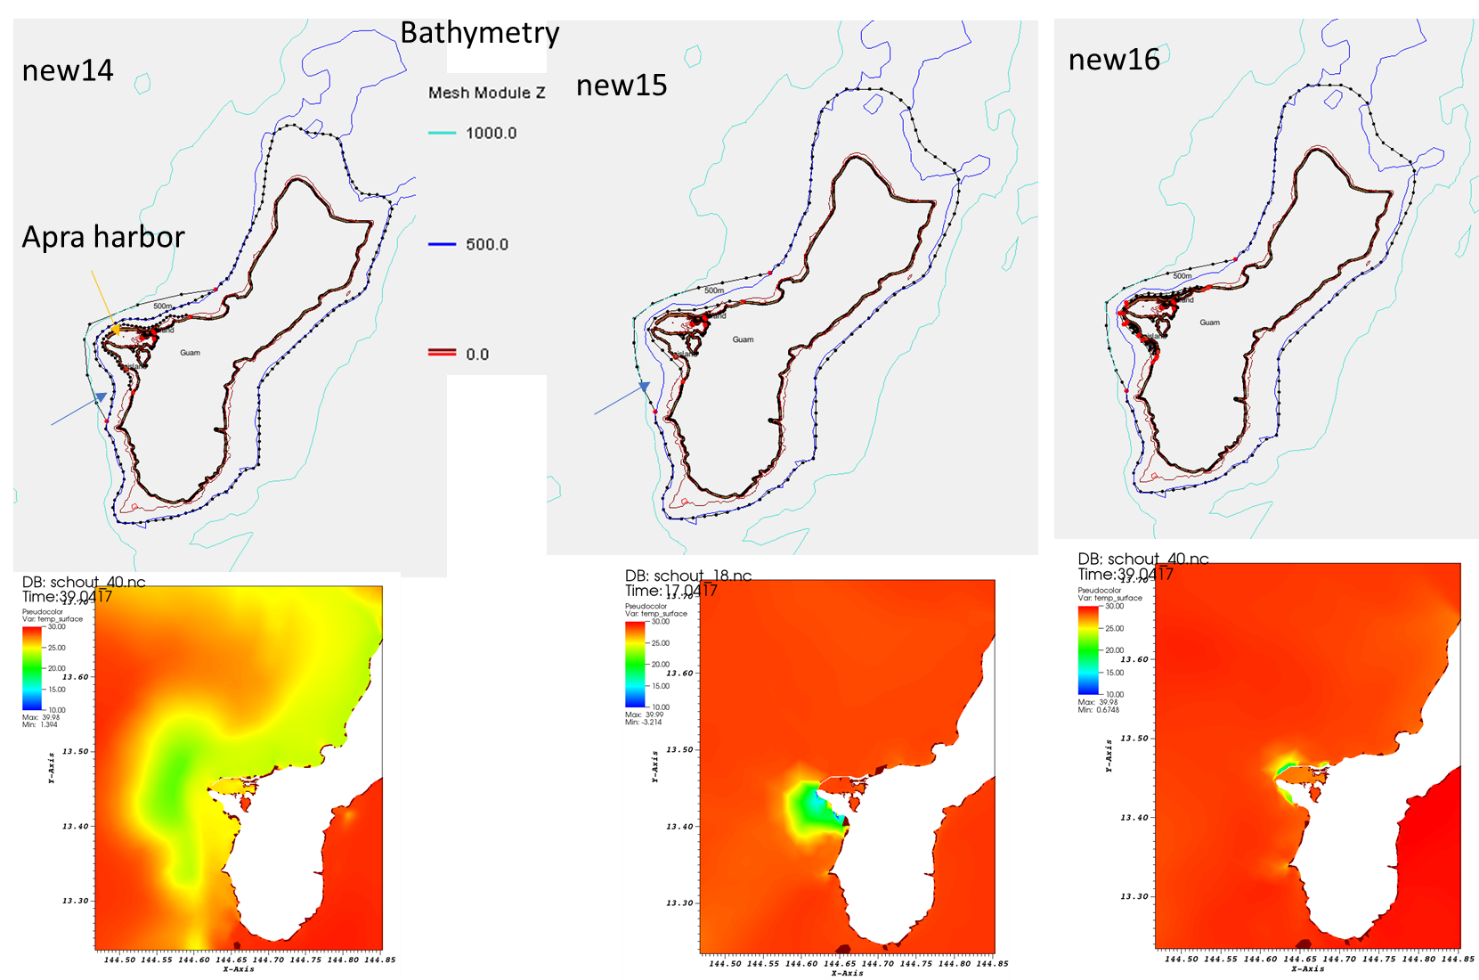 Bathymetry
new14
new15
new16
Mesh Module Z
1000.0
500.0
0.0
Apra harbor
500m
Guam
500m
Guam
500m
Guam
DB: schout_40.nc
Time:39.0417
Pseudocolor
Var: temp_surface
30.00
25.00
20.00
15.00
10.00
Max: 39.98
Min: 1.394
13.60
13.50
13.40
13.30
Y-Axis
144.50 144.55 144.60 144.65 144.70 144.75 144.80 144.85
X-Axis
DB: schout_18.nc
Time:17.0417
Pseudocolor
Var: temp_surface
30.00
25.00
20.00
15.00
10.00
Max: 39.99
Min: -3.214
13.60
13.50
13.40
13.30
Y-Axis
144.50 144.55 144.60 144.65 144.70 144.75 144.80 144.85
X-Axis
DB: schout_40.nc
Time:39.0417
Pseudocolor
Var: temp_surface
30.00
25.00
20.00
15.00
10.00
Max: 39.98
Min: 0.6748
13.60
13.50
13.40
13.30
Y-Axis
144.50 144.55 144.60 144.65 144.70 144.75 144.80 144.85
X-Axis